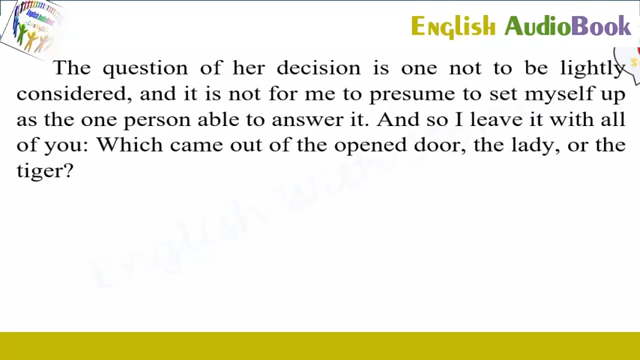 English AudioBook
The question of her decision is one not to be lightly
considered, and it is not for me to presume to set myself up
as the one person able to answer it. And so I leave it with all
of you: Which came out of the opened door, the lady, or the
tiger?
English With